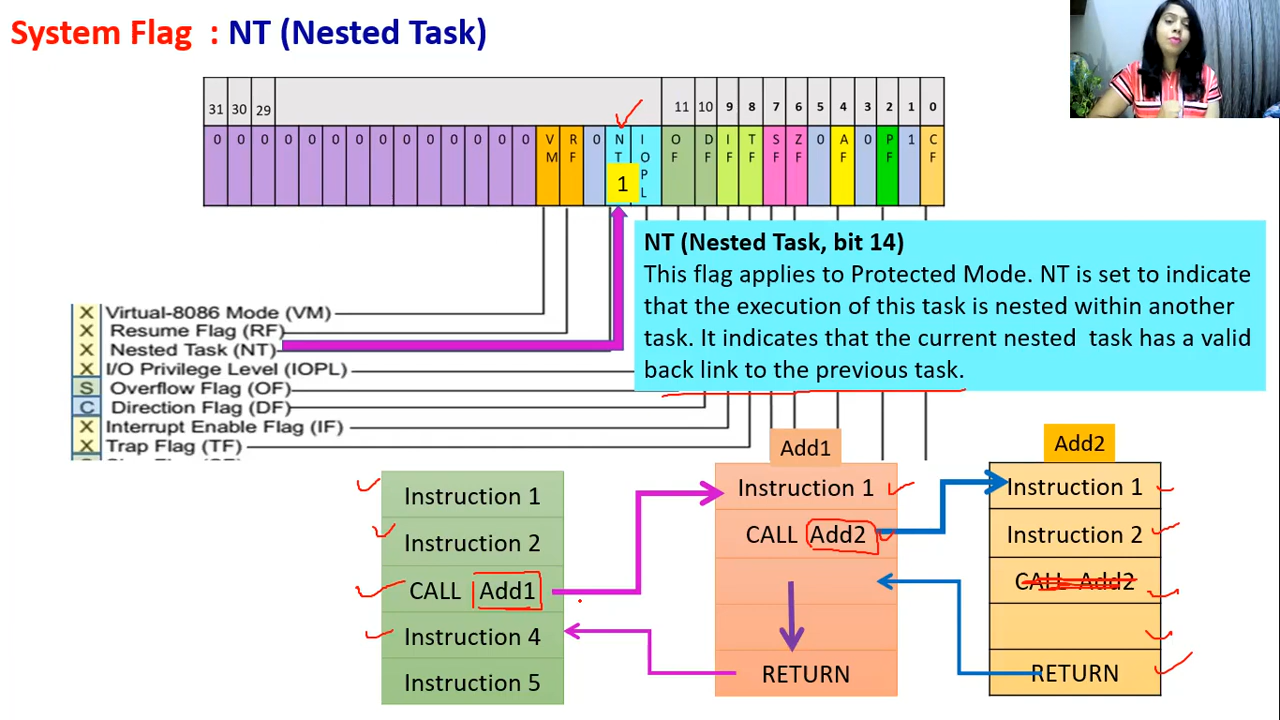 System Flag : NT (Nested Task)
31 30 29 11 10 9 8 7 6 5 4 3 2 1 0
0 0 0 0 0 0 0 0 0 0 0 0 0 0 VM RF 0 NT IOPL OF DF IF TF SF ZF 0 AF 0 PF 1 CF
1
NT (Nested Task, bit 14)
This flag applies to Protected Mode. NT is set to indicate
that the execution of this task is nested within another
task. It indicates that the current nested task has a valid
back link to the previous task.
X Virtual-8086 Mode (VM)
X Resume Flag (RF)
X Nested Task (NT)
X I/O Privilege Level (IOPL)
S Overflow Flag (OF)
C Direction Flag (DF)
X Interrupt Enable Flag (IF)
X Trap Flag (TF)
Instruction 1
Instruction 2
CALL Add1
Instruction 4
Instruction 5
Add1
Instruction 1
CALL Add2
RETURN
Add2
Instruction 1
Instruction 2
CALL Add2
RETURN